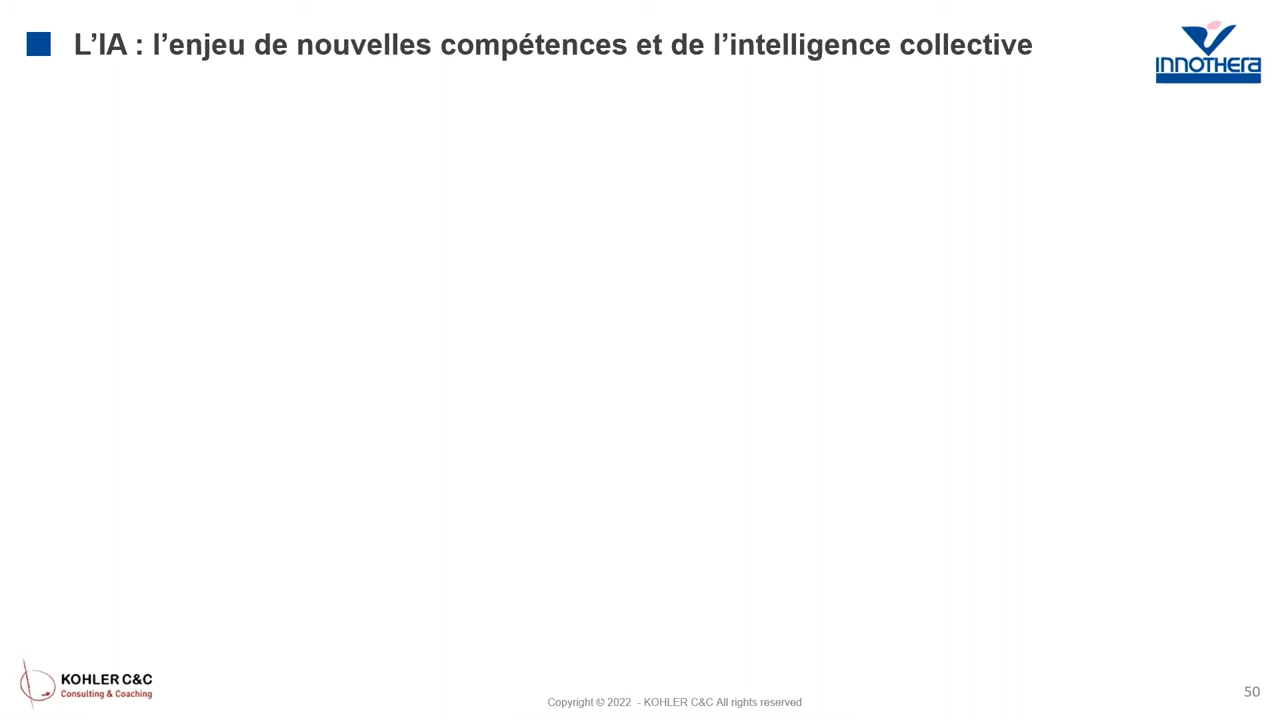 L’IA : l’enjeu de nouvelles compétences et de l’intelligence collective
INNOTHERA
KOHLER C&C
Consulting & Coaching
Copyright © 2022 - KOHLER C&C All rights reserved
50